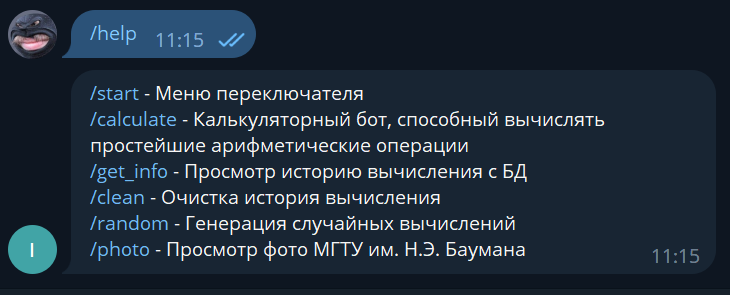 /help 11:15
/start - Меню переключателя
/calculate - Калькуляторный бот, способный вычислять
простейшие арифметические операции
/get_info - Просмотр историю вычисления с БД
/clean - Очистка история вычисления
/random - Генерация случайных вычислений
/photo - Просмотр фото МГТУ им. Н.Э. Баумана
I 11:15